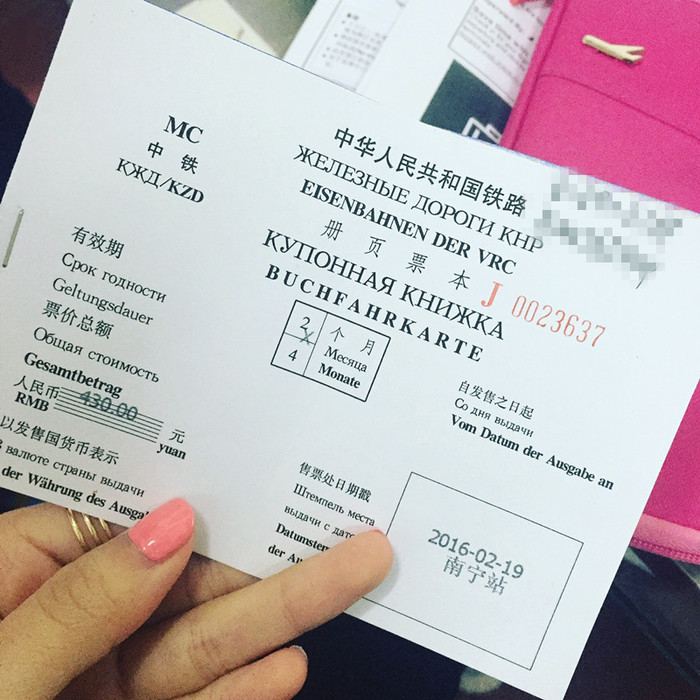 MC
中铁
КЖД/KZD
中华人民共和国铁路
ЖЕЛЕЗНЫЕ ДОРОГИ КНР
EISENBAHNEN DER VRC
册页票本
КУПОННАЯ КНИЖКА
BUCHFAHRKARTE
J 0023637
有效期
Срок годности
Geltungsdauer
票价总额
Общая стоимость
Gesamtbetrag
人民币
RMB
430.00
元
yuan
以发售国货币表示
валюте страны выдачи
der Währung des Ausga
2
4
个月
Месяца
Monate
自发售之日起
Со дня выдачи
Vom Datum der Ausgabe an
售票处日期戳
Штемпель места
выдачи с дато
Datumstem
der Au
2016-02-19
南宁站